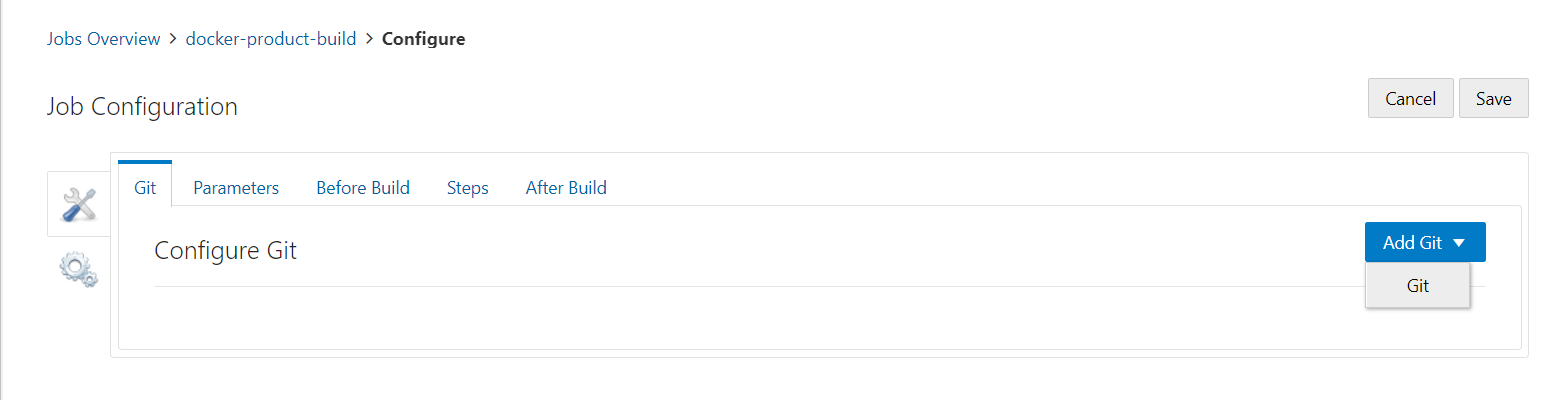 Jobs Overview > docker-product-build > Configure
Job Configuration
Cancel
Save
Git
Parameters
Before Build
Steps
After Build
Configure Git
Add Git
Git